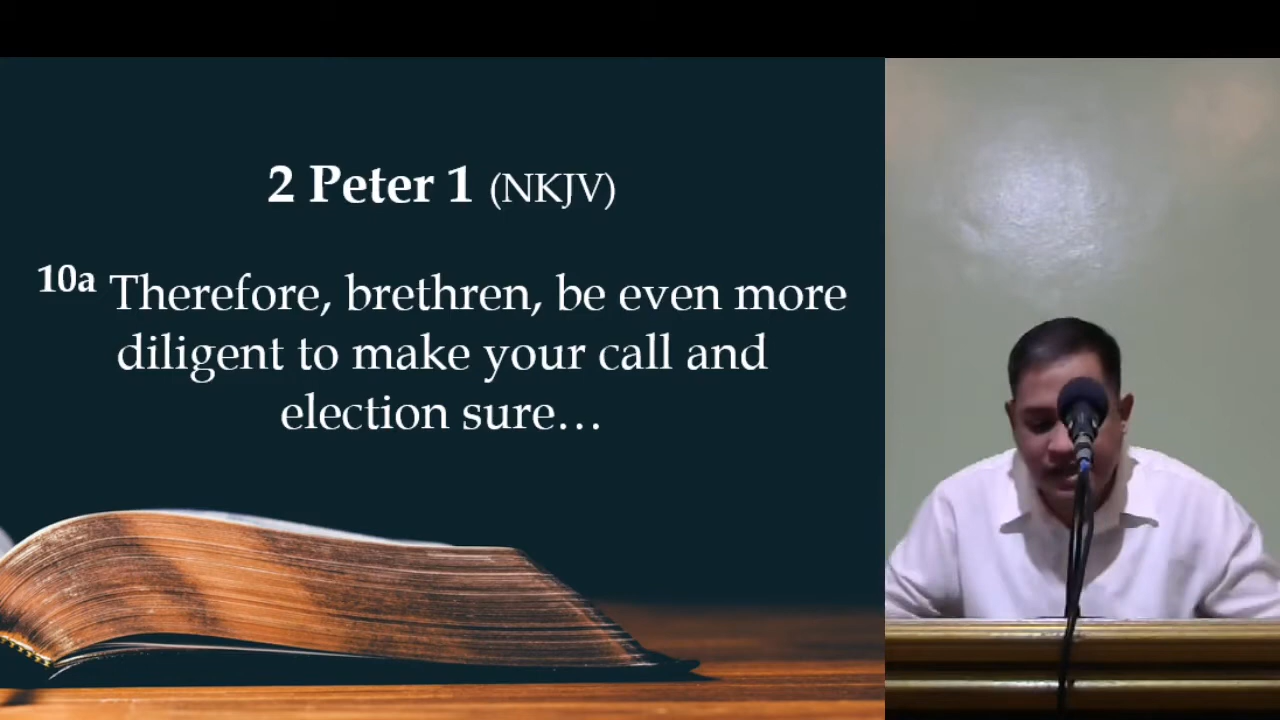 2 Peter 1 (NKJV)
10a Therefore, brethren, be even more
diligent to make your call and
election sure…